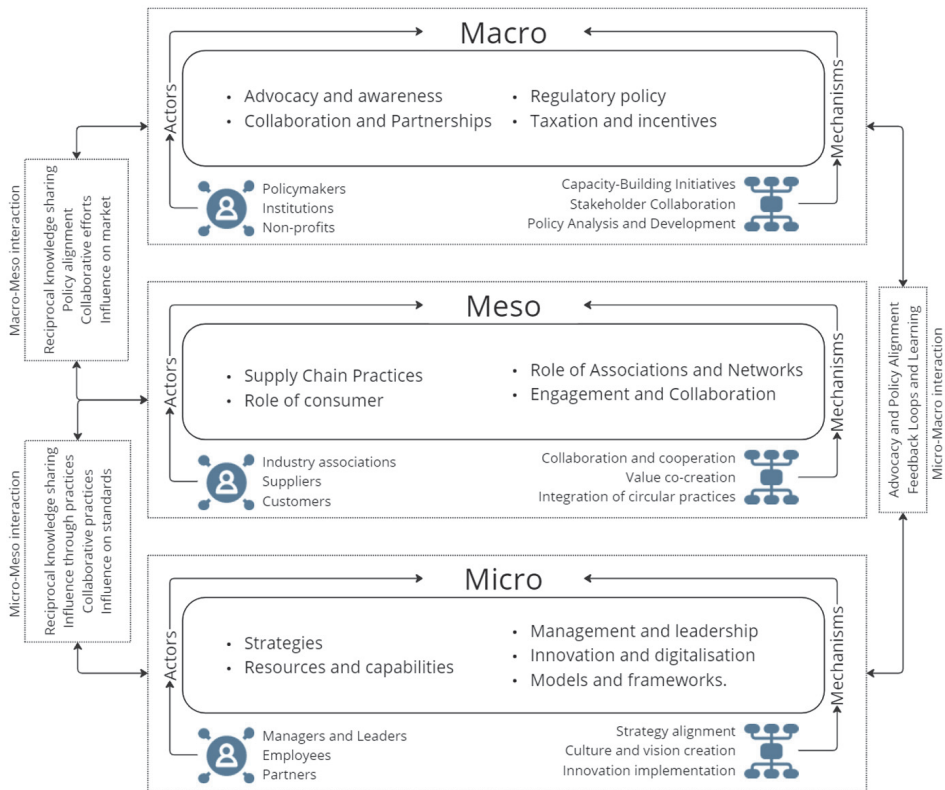 Macro
Actors
Mechanisms
• Advocacy and awareness
• Collaboration and Partnerships
• Regulatory policy
• Taxation and incentives
Policymakers
Institutions
Non-profits
Capacity-Building Initiatives
Stakeholder Collaboration
Policy Analysis and Development
Macro-Meso interaction
Reciprocal knowledge sharing
Policy alignment
Collaborative efforts
Influence on market
Meso
Actors
Mechanisms
• Supply Chain Practices
• Role of consumer
• Role of Associations and Networks
• Engagement and Collaboration
Industry associations
Suppliers
Customers
Collaboration and cooperation
Value co-creation
Integration of circular practices
Micro-Meso interaction
Reciprocal knowledge sharing
Influence through practices
Collaborative practices
Influence on standards
Advocacy and Policy Alignment
Feedback Loops and Learning
Micro-Macro interaction
Micro
Actors
Mechanisms
• Strategies
• Resources and capabilities
• Management and leadership
• Innovation and digitalisation
• Models and frameworks.
Managers and Leaders
Employees
Partners
Strategy alignment
Culture and vision creation
Innovation implementation